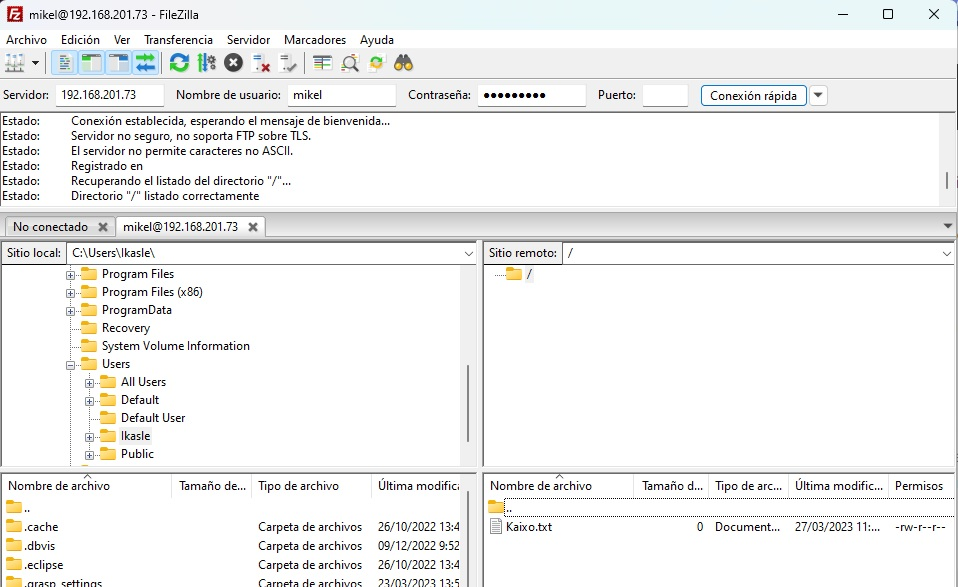 mikel@192.168.201.73 - FileZilla
Archivo Edición Ver Transferencia Servidor Marcadores Ayuda
Servidor: 192.168.201.73 Nombre de usuario: mikel Contraseña: ●●●●●●●●● Puerto: Conexión rápida
Estado: Conexión establecida, esperando el mensaje de bienvenida...
Estado: Servidor no seguro, no soporta FTP sobre TLS.
Estado: El servidor no permite caracteres no ASCII.
Estado: Registrado en
Estado: Recuperando el listado del directorio "/"...
Estado: Directorio "/" listado correctamente
No conectado mikel@192.168.201.73
Sitio local: C:\Users\Ikasle\
Program Files
Program Files (x86)
ProgramData
Recovery
System Volume Information
Users
All Users
Default
Default User
Ikasle
Public
Sitio remoto: /
/
Nombre de archivo Tamaño de... Tipo de archivo Última modifica
..
.cache Carpeta de archivos 26/10/2022 13:4
.dbvis Carpeta de archivos 09/12/2022 9:52
.eclipse Carpeta de archivos 26/10/2022 13:4
.grasp_settings Carpeta de archivos 23/03/2023 13:5
Nombre de archivo Tamaño d... Tipo de arc... Última modific... Permisos
..
Kaixo.txt 0 Document... 27/03/2023 11:... -rw-r--r--